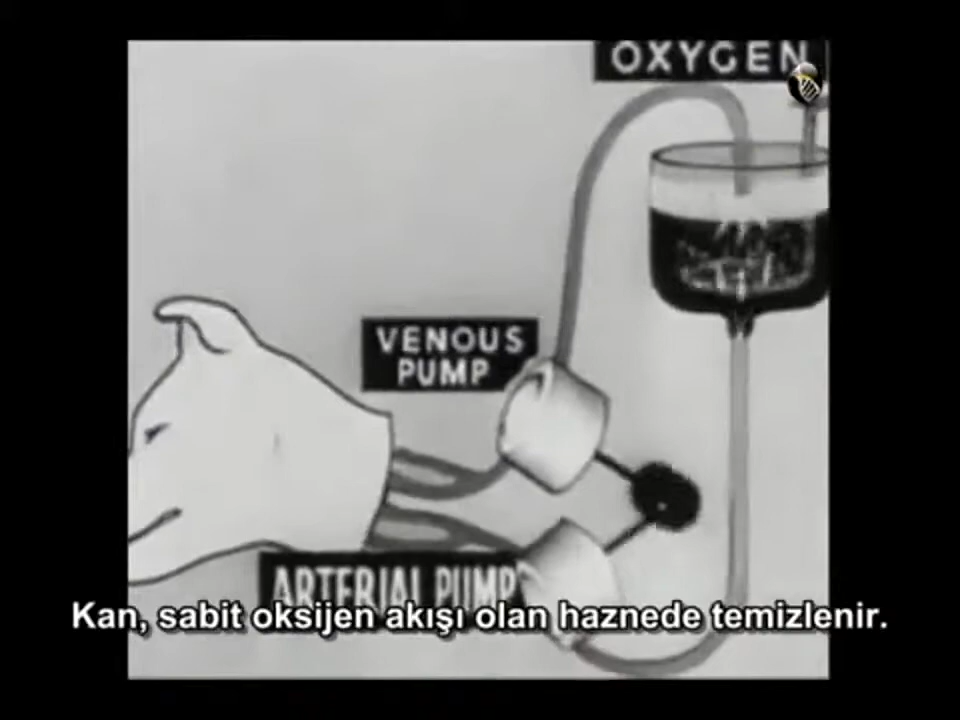 OXYGEN
VENOUS
PUMP
ARTERIAL PUMP
Kan, sabit oksijen akışı olan haznede temizlenir.